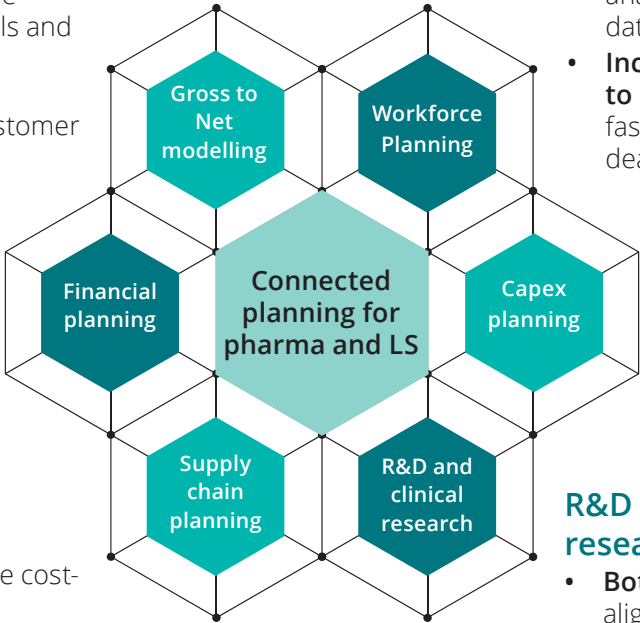 ls and
stomer
e cost-
Gross to
Net
modelling
Workforce
Planning
Financial
planning
Connected
planning for
pharma and LS
Capex
planning
Supply
chain
planning
R&D and
clinical
research
dat
• Inc
to
fas
dea
R&D
resea
• Bot
alig